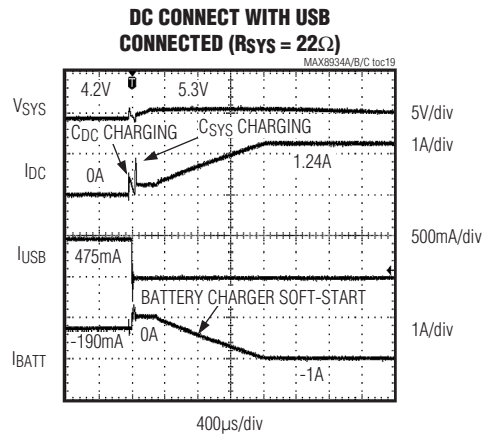 DC CONNECT WITH USB
CONNECTED (RSYS = 22Ω)
MAX8934A/B/C toc19
4.2V
5.3V
VSYS
5V/div
CDC CHARGING
CSYS CHARGING
1A/div
IDC
0A
1.24A
IUSB
475mA
500mA/div
BATTERY CHARGER SOFT-START
-190mA
0A
1A/div
IBATT
-1A
400µs/div